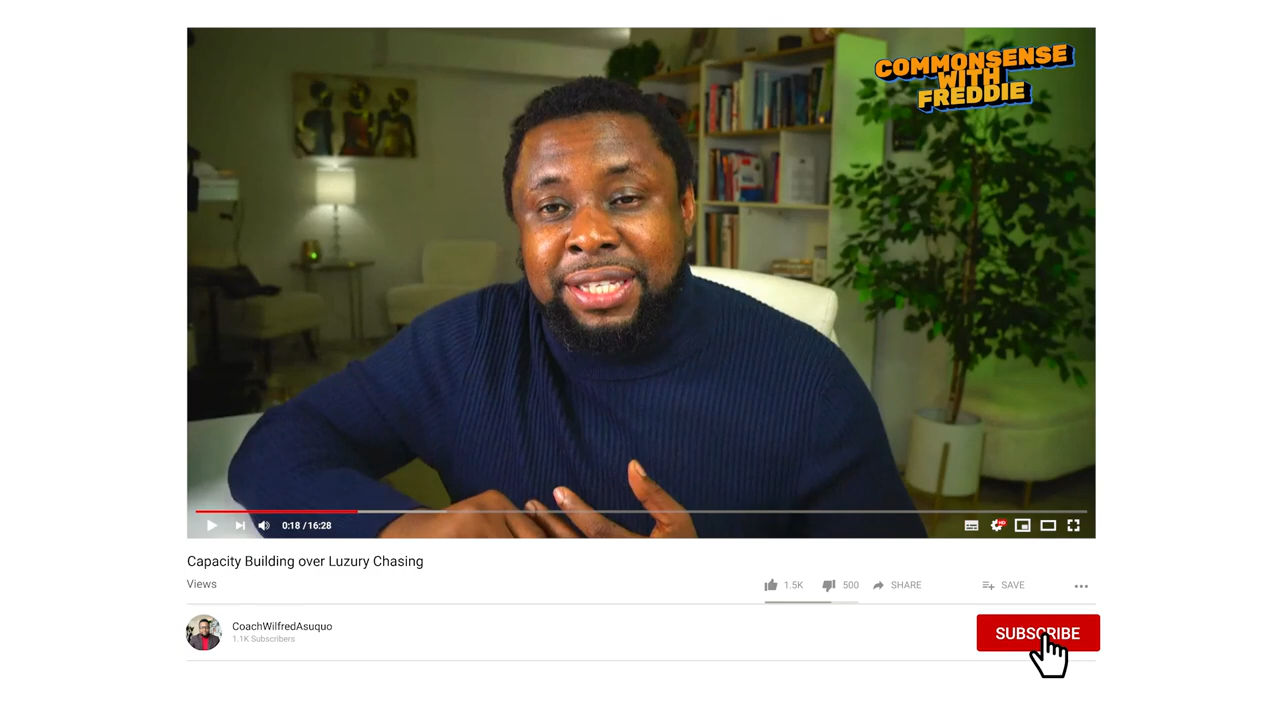 COMMONSENSE
WITH
FREDDIE
0:18 / 16:28
HD
Capacity Building over Luzury Chasing
Views
1.5K
500
SHARE
SAVE
CoachWilfredAsuquo
1.1K Subscribers
SUBSCRIBE